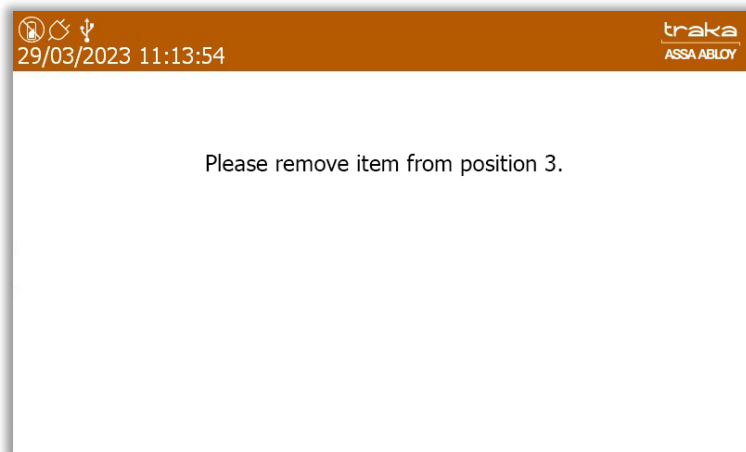 29/03/2023 11:13:54
traka
ASSA ABLOY
Please remove item from position 3.